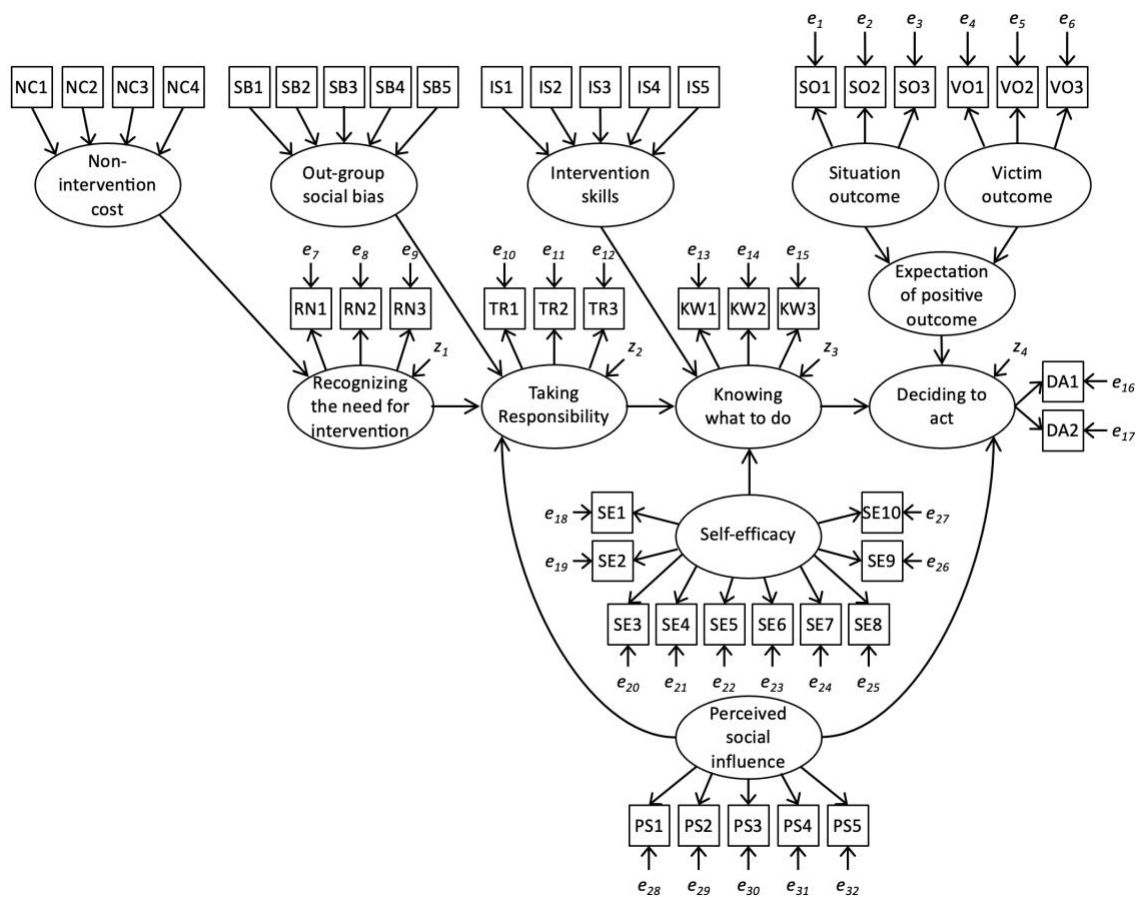 e1 e2 e3 e4 e5 e6
NC1 NC2 NC3 NC4 SB1 SB2 SB3 SB4 SB5 IS1 IS2 IS3 IS4 IS5 SO1 SO2 SO3 VO1 VO2 VO3
Non-
intervention
cost
Out-group
social bias
Intervention
skills
Situation
outcome
Victim
outcome
e7 e8 e9 e10 e11 e12 e13 e14 e15
Expectation
of positive
outcome
RN1 RN2 RN3 TR1 TR2 TR3 KW1 KW2 KW3
z1 z2 z3 z4
Recognizing
the need for
intervention
Taking
Responsibility
Knowing
what to do
Deciding to
act
DA1 e16
DA2 e17
e18 SE1 SE10 e27
Self-efficacy
e19 SE2 SE9 e26
SE3 SE4 SE5 SE6 SE7 SE8
e20 e21 e22 e23 e24 e25
Perceived
social
influence
PS1 PS2 PS3 PS4 PS5
e28 e29 e30 e31 e32